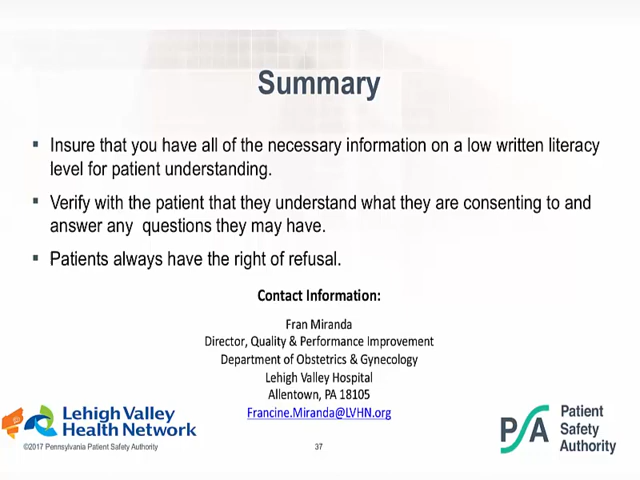 Summary
▪ Insure that you have all of the necessary information on a low written literacy
level for patient understanding.
▪ Verify with the patient that they understand what they are consenting to and
answer any  questions they may have.
▪ Patients always have the right of refusal.
Contact Information:
Fran Miranda
Director, Quality & Performance Improvement
Department of Obstetrics & Gynecology
Lehigh Valley Hospital
Allentown, PA 18105
Francine.Miranda@LVHN.org
Lehigh Valley
Health Network
©2017 Pennsylvania Patient Safety Authority
37
PSA
Patient
Safety
Authority